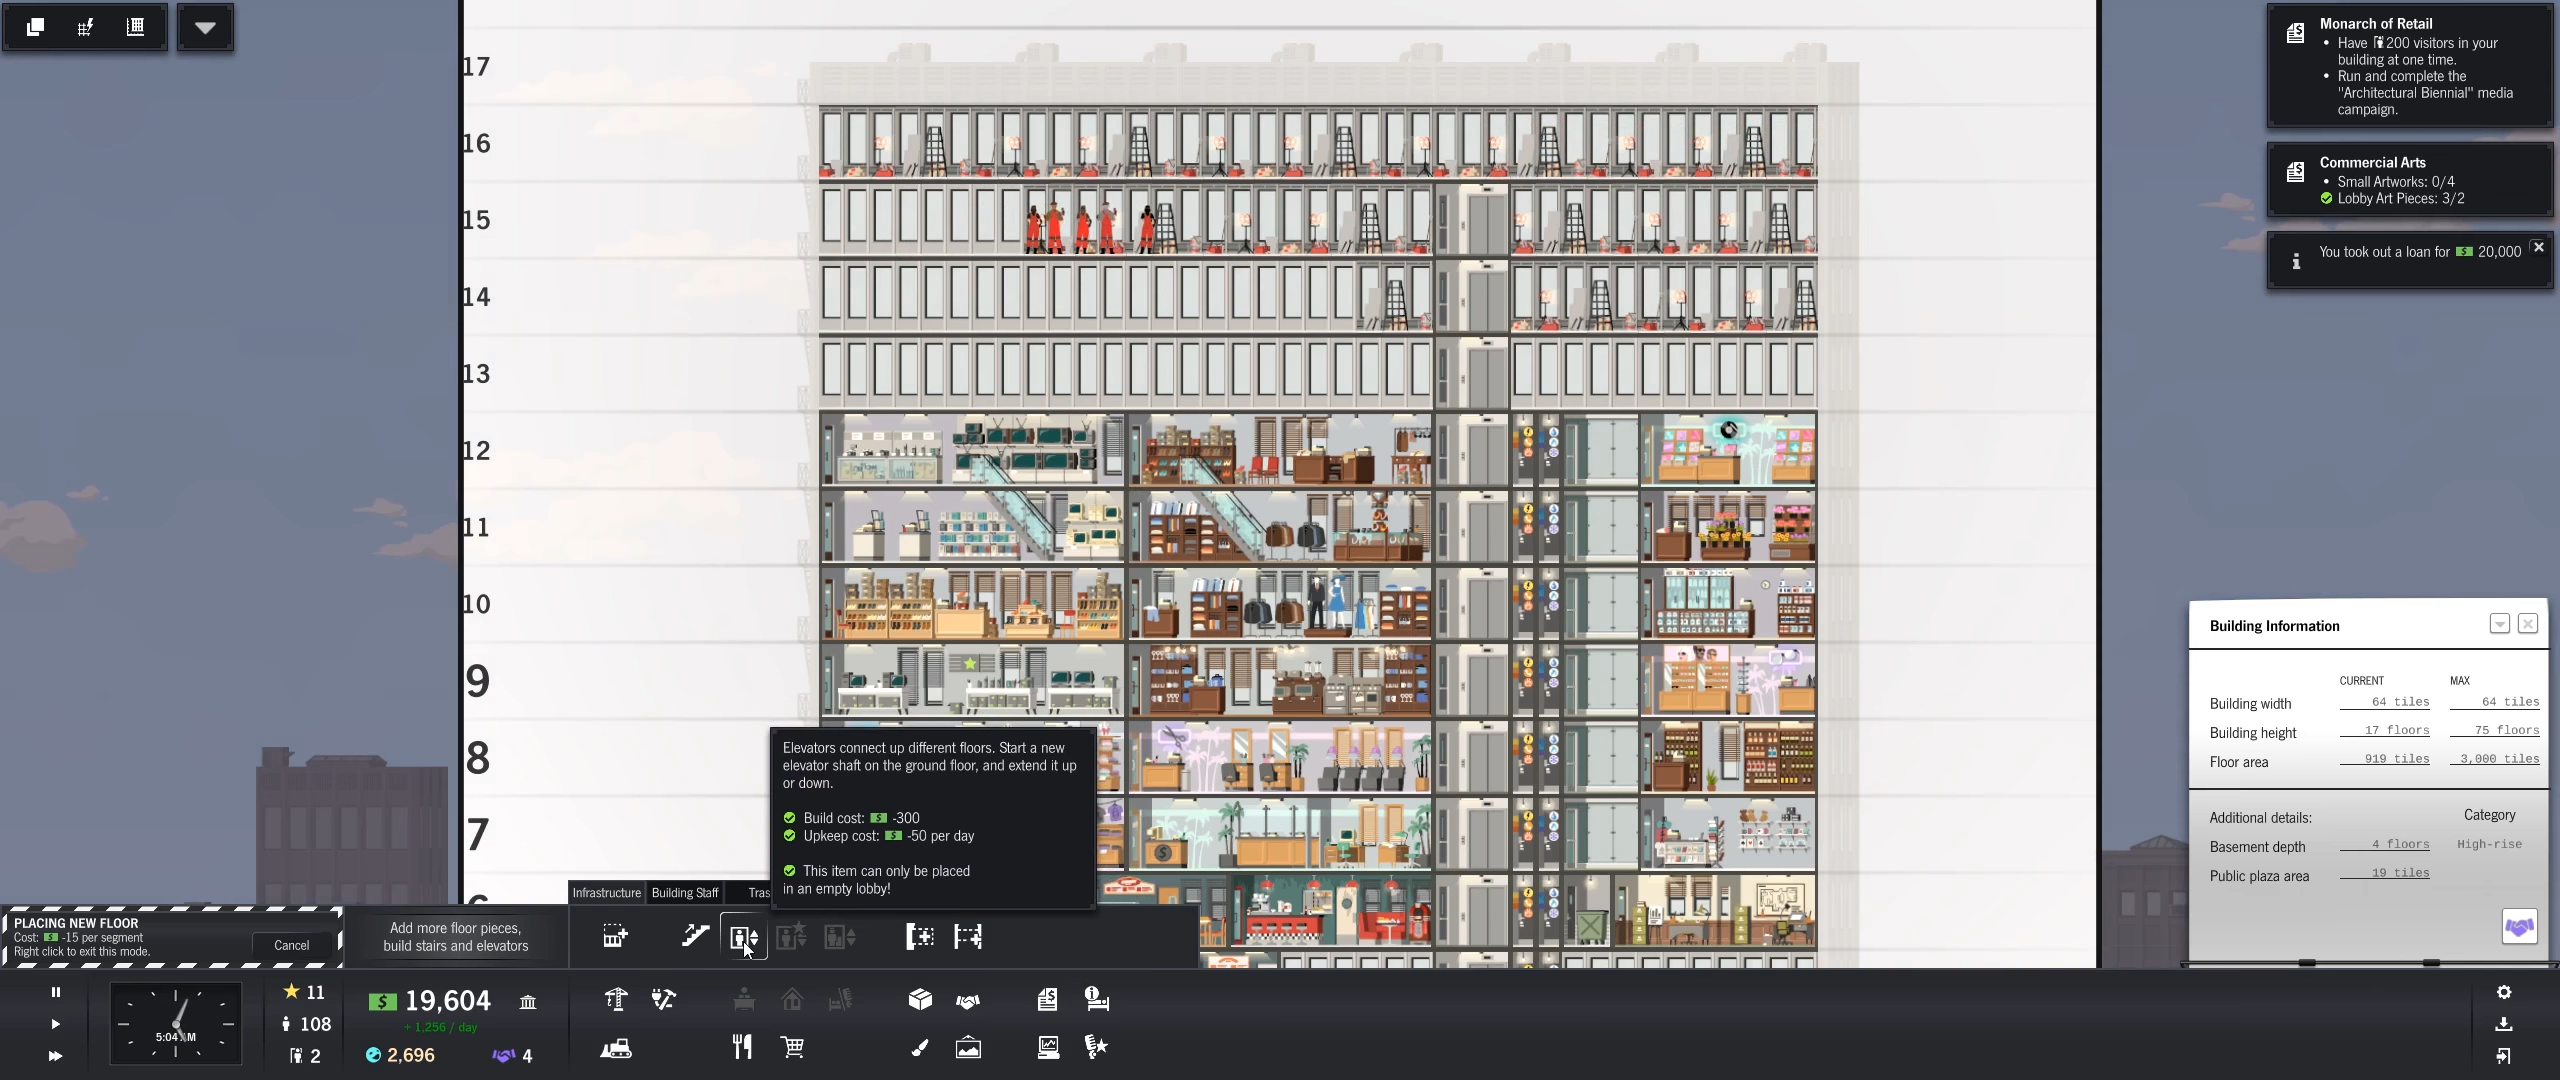 17
16
15
14
13
12
11
10
9
8
7
Monarch of Retail
• Have 200 visitors in your
building at one time.
• Run and complete the
"Architectural Biennial" media
campaign.
Commercial Arts
• Small Artworks: 0/4
Lobby Art Pieces: 3/2
You took out a loan for $ 20,000
Building Information
CURRENT MAX
Building width 64 tiles 64 tiles
Building height 17 floors 75 floors
Floor area 919 tiles 3,000 tiles
Additional details: Category
Basement depth 4 floors High-rise
Public plaza area 19 tiles
Elevators connect up different floors. Start a new
elevator shaft on the ground floor, and extend it up
or down.
Build cost: $ -300
Upkeep cost: $ -50 per day
This item can only be placed
in an empty lobby!
Infrastructure Building Staff
PLACING NEW FLOOR
Cost: $ -15 per segment
Right click to exit this mode.
Cancel
Add more floor pieces,
build stairs and elevators
5:04 AM
11
108
2
$ 19,604
+ 1,256 / day
2,696
4